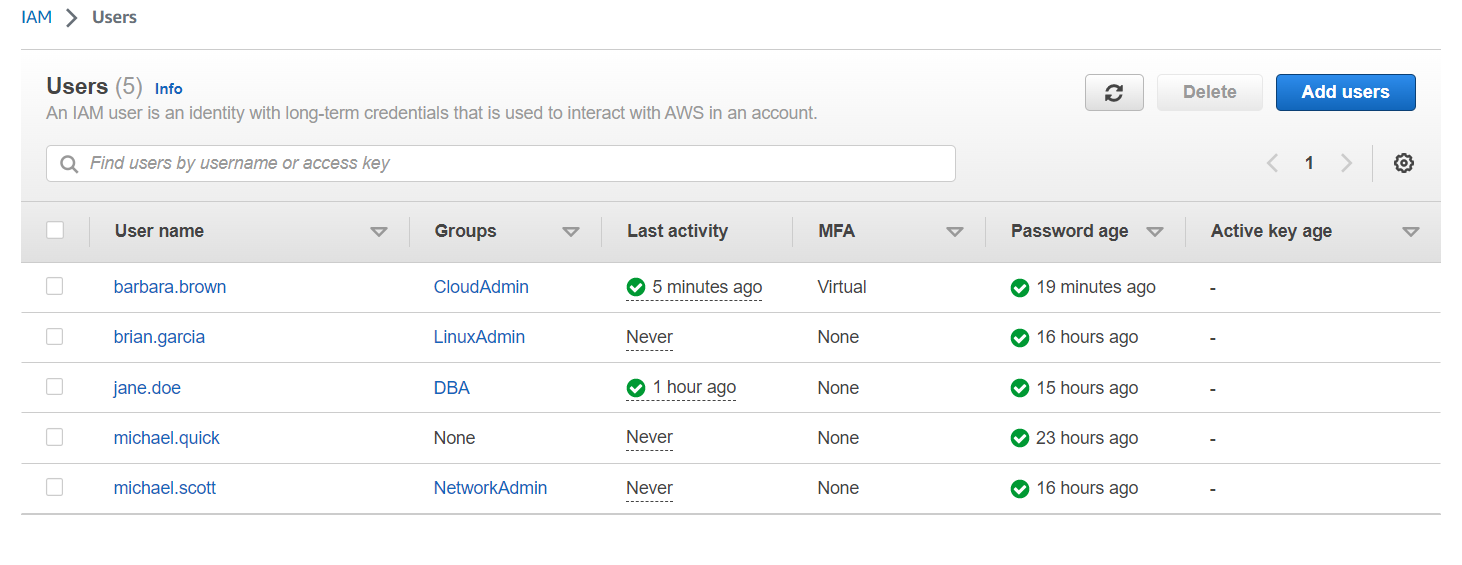 IAM > Users
Users (5) Info
An IAM user is an identity with long-term credentials that is used to interact with AWS in an account.
Delete
Add users
Find users by username or access key
1
User name Groups Last activity MFA Password age Active key age
barbara.brown CloudAdmin 5 minutes ago Virtual 19 minutes ago -
brian.garcia LinuxAdmin Never None 16 hours ago -
jane.doe DBA 1 hour ago None 15 hours ago -
michael.quick None Never None 23 hours ago -
michael.scott NetworkAdmin Never None 16 hours ago -